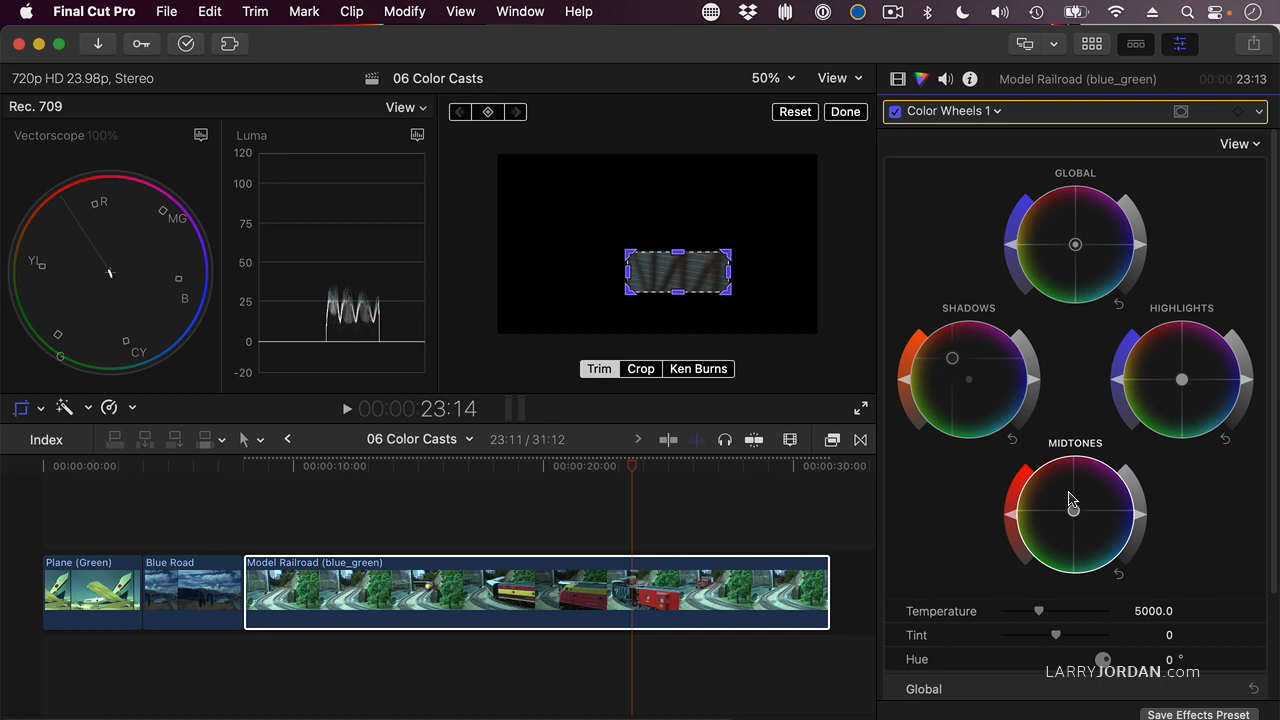 Final Cut Pro File Edit Trim Mark Clip Modify View Window Help
720p HD 23.98p, Stereo
06 Color Casts
50%
View
Model Railroad (blue_green)
00:00:23:13
Rec. 709
View
Reset
Done
Color Wheels 1
Vectorscope 100%
Luma
View
120
100
75
50
25
0
-20
R
MG
YL
B
G
CY
GLOBAL
SHADOWS
HIGHLIGHTS
MIDTONES
Trim
Crop
Ken Burns
00:00:23:14
Index
06 Color Casts
23:11 / 31:12
00:00:00:00
00:00:10:00
00:00:20:00
00:00:30:00
Plane (Green)
Blue Road
Model Railroad (blue_green)
Temperature 5000.0
Tint 0
Hue 0 °
LARRYJORDAN.com
Global
Save Effects Preset